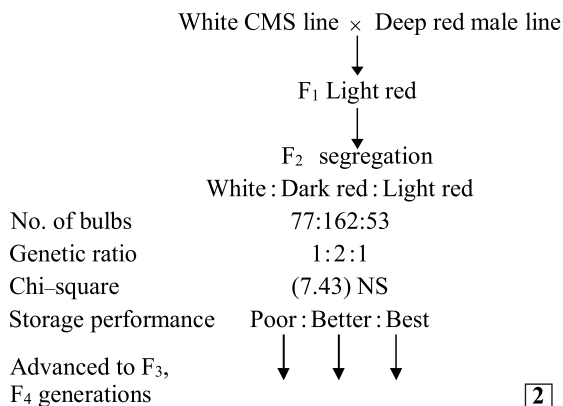 White CMS line × Deep red male line
F₁ Light red
F₂ segregation
White : Dark red : Light red
No. of bulbs 77:162:53
Genetic ratio 1:2:1
Chi–square (7.43) NS
Storage performance Poor : Better : Best
Advanced to F₃,
F₄ generations
2